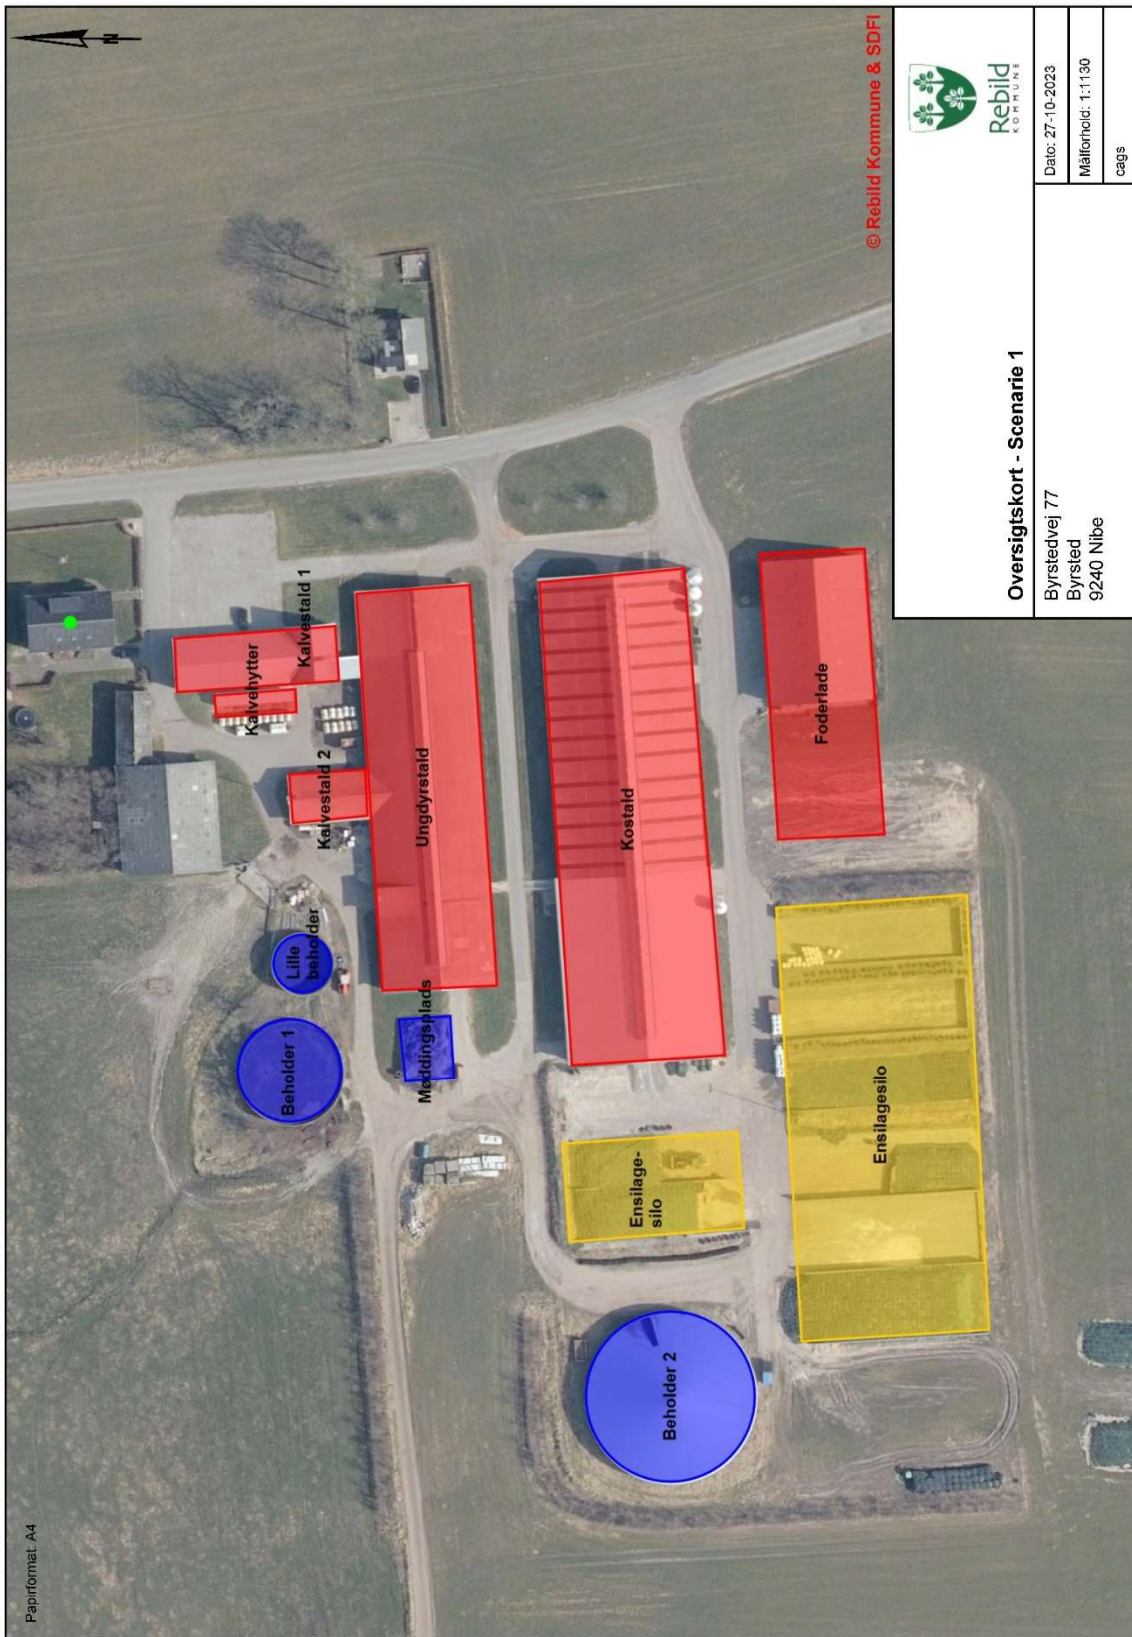 Papirformat: A4
N
Kalvestald 1
Kalvehytter
Kalvestald 2
Ungdyrstald
Lille
beholder
Beholder 1
Møddingsplads
Kostald
Foderlade
Ensilage-
silo
Ensilagesilo
Beholder 2
© Rebild Kommune & SDFI
Rebild
KOMMUNE
Oversigtskort - Scenarie 1
Byrstedvej 77
Byrsted
9240 Nibe
Dato: 27-10-2023
Målforhold: 1:1130
cags